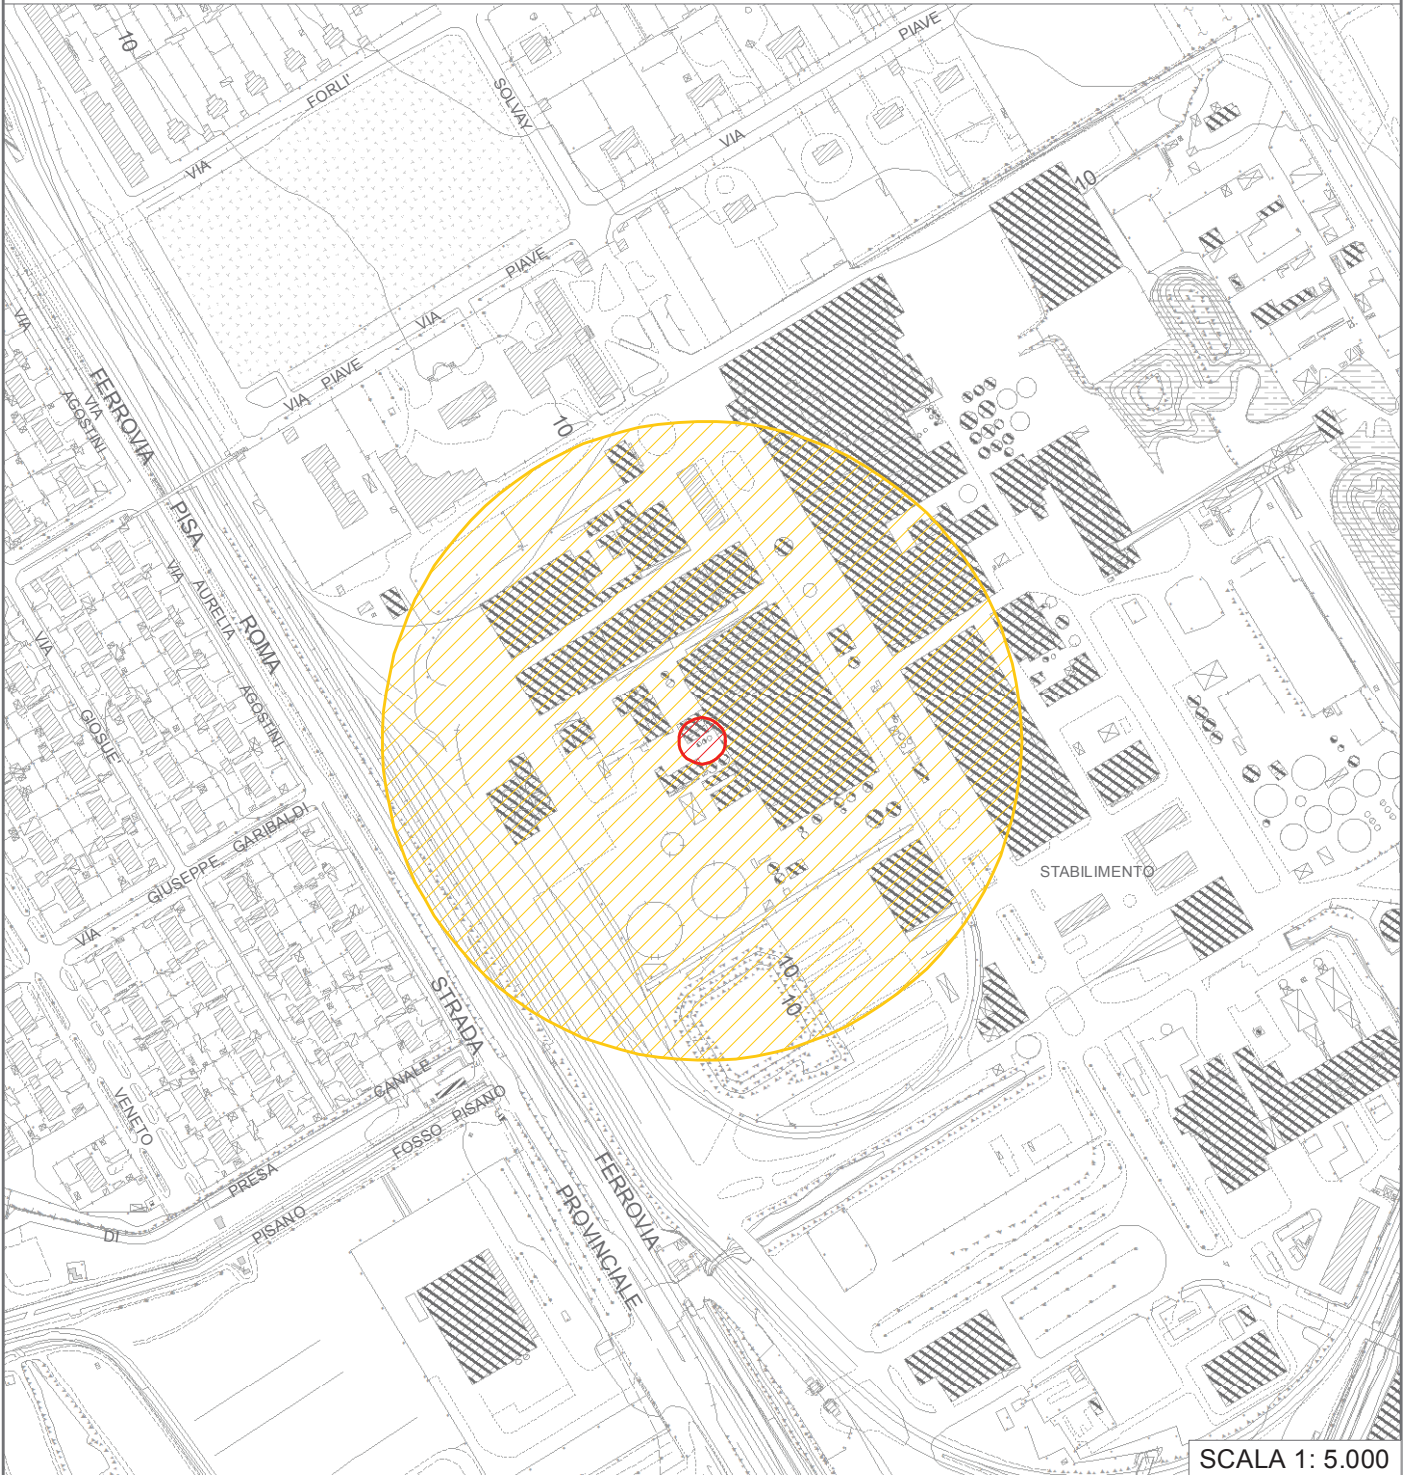 10
VIA FORLI'
SOLVAY
VIA PIAVE
10
VIA PIAVE
VIA PIAVE
VIA
VIA AGOSTINI
FERROVIA PISA ROMA
10
VIA AURELIA
AGOSTINI
VIA GIOSUE'
VIA GIUSEPPE GARIBALDI
STABILIMENTO
10
10
STRADA PROVINCIALE
VENETO
CANALE
PRESA
DI
FOSSO PISANO
PISANO
FERROVIA
SCALA 1: 5.000